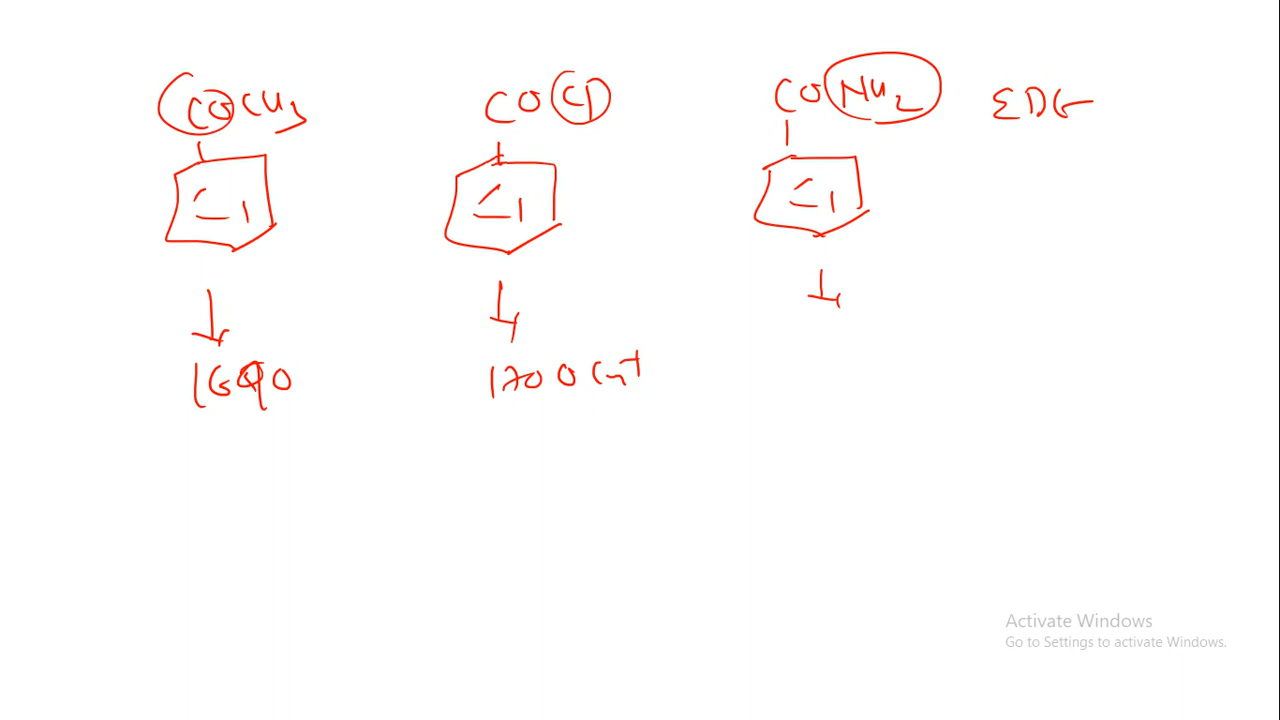 COCH3 COCl CONH2 EDG
1690 1700 cm-1
Activate Windows
Go to Settings to activate Windows.